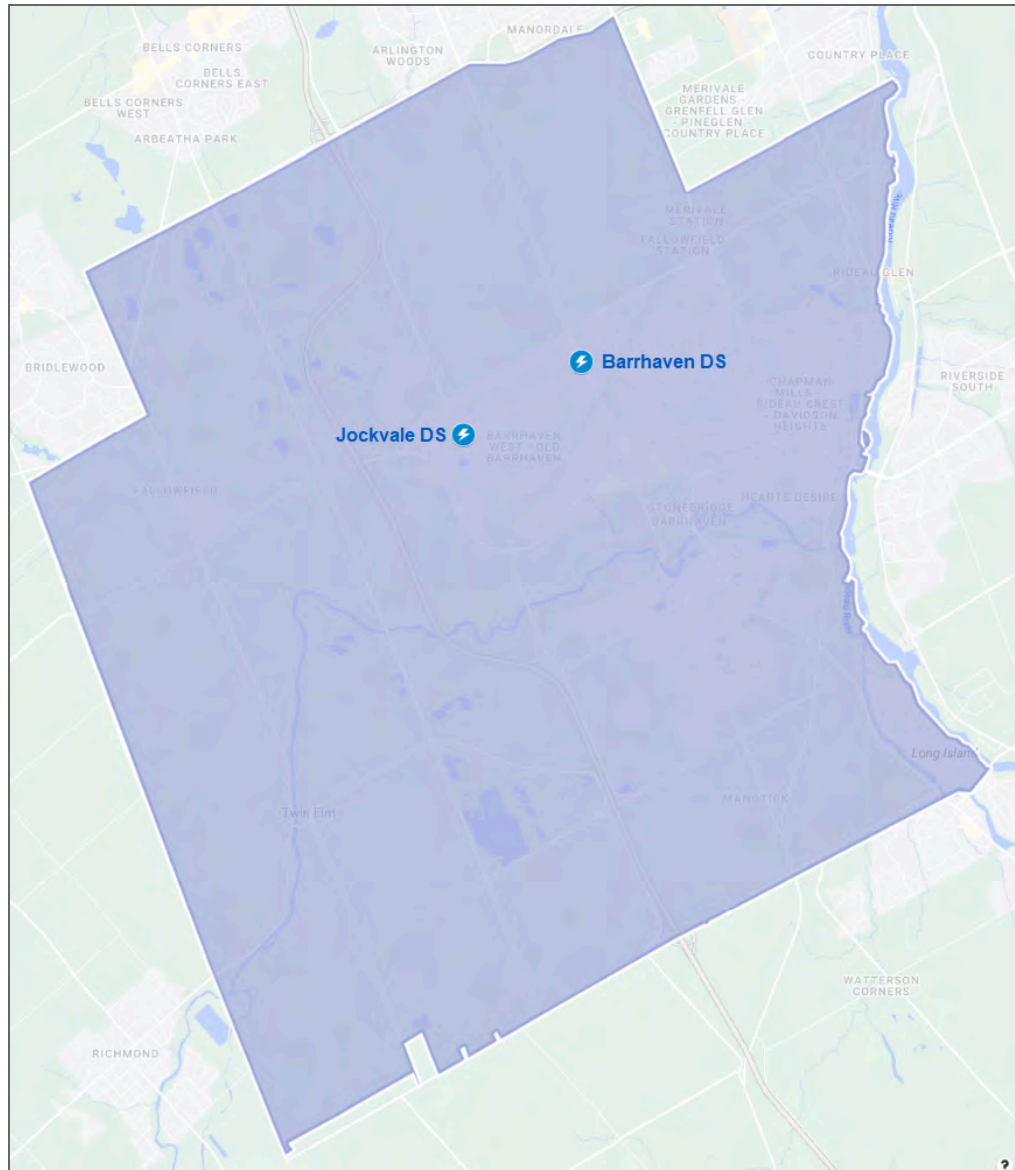 MANORDALE
BELLS CORNERS
ARLINGTON
WOODS
COUNTRY PLACE
BELLS
CORNERS EAST
MERIVALE
GARDENS -
GRENFELL GLEN
PINEGLEN -
COUNTRY PLACE
BELLS CORNERS
WEST
ARBEATHA PARK
MERIVALE
STATION
FALLOWFIELD
STATION
Rideau River
RIDEAU GLEN
Barrhaven DS
BRIDLEWOOD
RIVERSIDE
SOUTH
CHAPMAN
MILLS -
RIDEAU CREST
- DAVIDSON
HEIGHTS
Jockvale DS
BARRHAVEN
WEST - OLD
BARRHAVEN
FALLOWFIELD
HEARTS DESIRE
STONEBRIDGE
BARRHAVEN
Long Island
MANOTICK
Twin Elm
WATTERSON
CORNERS
RICHMOND
?